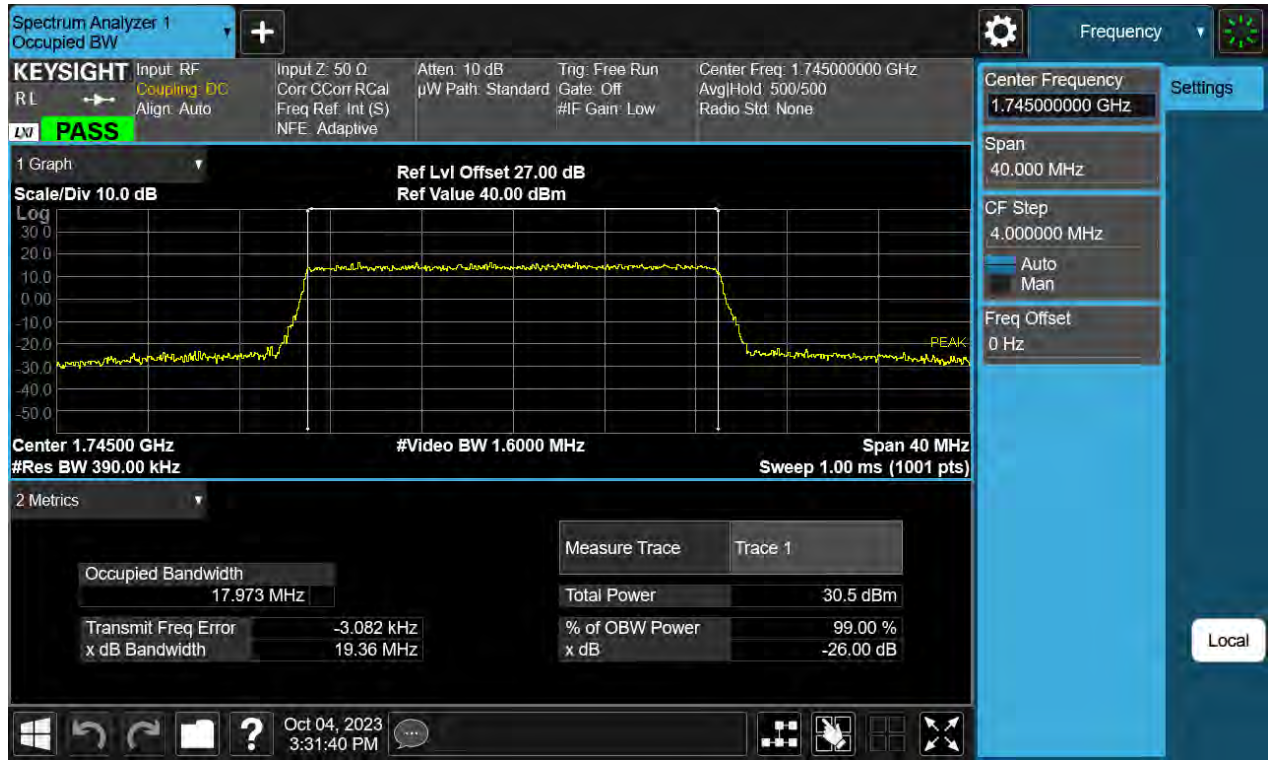 Spectrum Analyzer 1
Occupied BW
+
Frequency
KEYSIGHT
RL
LXI
PASS
Input: RF
Coupling: DC
Align: Auto
Input Z: 50 Ω
Corr CCorr RCal
Freq Ref: Int (S)
NFE: Adaptive
Atten: 10 dB
µW Path: Standard
Trig: Free Run
Gate: Off
#IF Gain: Low
Center Freq: 1.745000000 GHz
Avg|Hold: 500/500
Radio Std: None
Center Frequency
1.745000000 GHz
Settings
Span
40.000 MHz
CF Step
4.000000 MHz
Auto
Man
Freq Offset
0 Hz
Local
1 Graph
Scale/Div 10.0 dB
Ref Lvl Offset 27.00 dB
Ref Value 40.00 dBm
Log
30.0
20.0
10.0
0.00
-10.0
-20.0
-30.0
-40.0
-50.0
PEAK
Center 1.74500 GHz
#Video BW 1.6000 MHz
Span 40 MHz
#Res BW 390.00 kHz
Sweep 1.00 ms (1001 pts)
2 Metrics
Measure Trace Trace 1
Occupied Bandwidth
17.973 MHz
Total Power 30.5 dBm
Transmit Freq Error -3.082 kHz
% of OBW Power 99.00 %
x dB Bandwidth 19.36 MHz
x dB -26.00 dB
?
Oct 04, 2023
3:31:40 PM